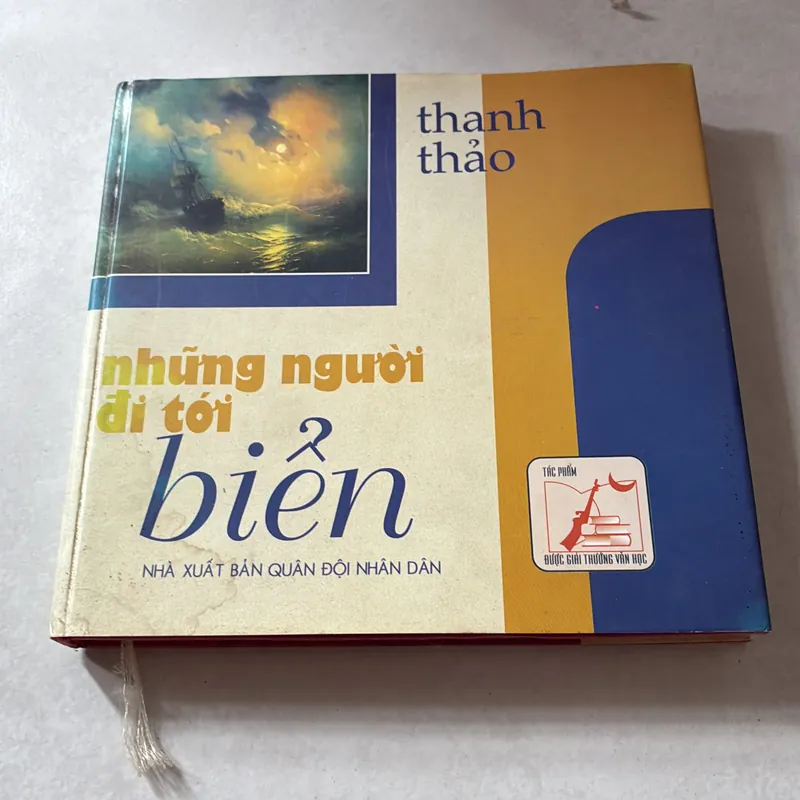 thanh
thảo
những người
đi tới
biển
NHÀ XUẤT BẢN QUÂN ĐỘI NHÂN DÂN
TÁC PHẨM
ĐƯỢC GIẢI THƯỞNG VĂN HỌC